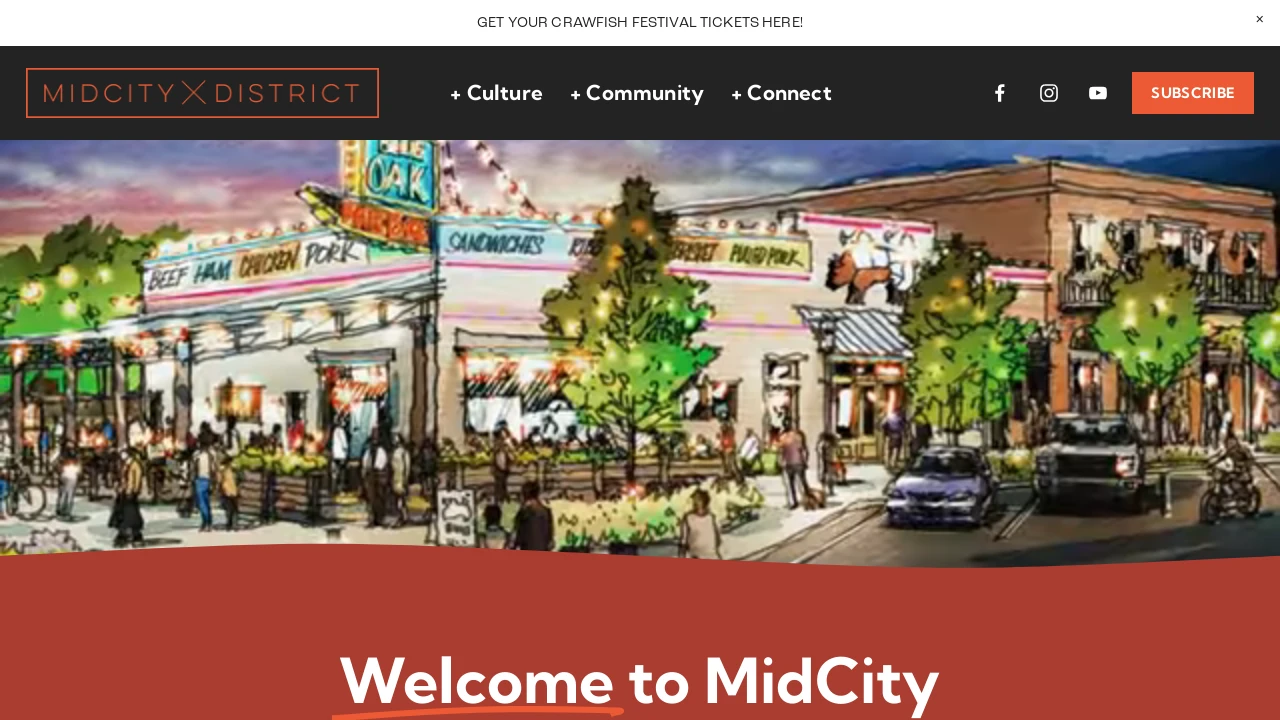 GET YOUR CRAWFISH FESTIVAL TICKETS HERE!
×
MIDCITY DISTRICT
+ Culture
+ Community
+ Connect
SUBSCRIBE
OAK
BEEF HAM CHICKEN PORK
SANDWICHES
PULLED PORK
Welcome to MidCity